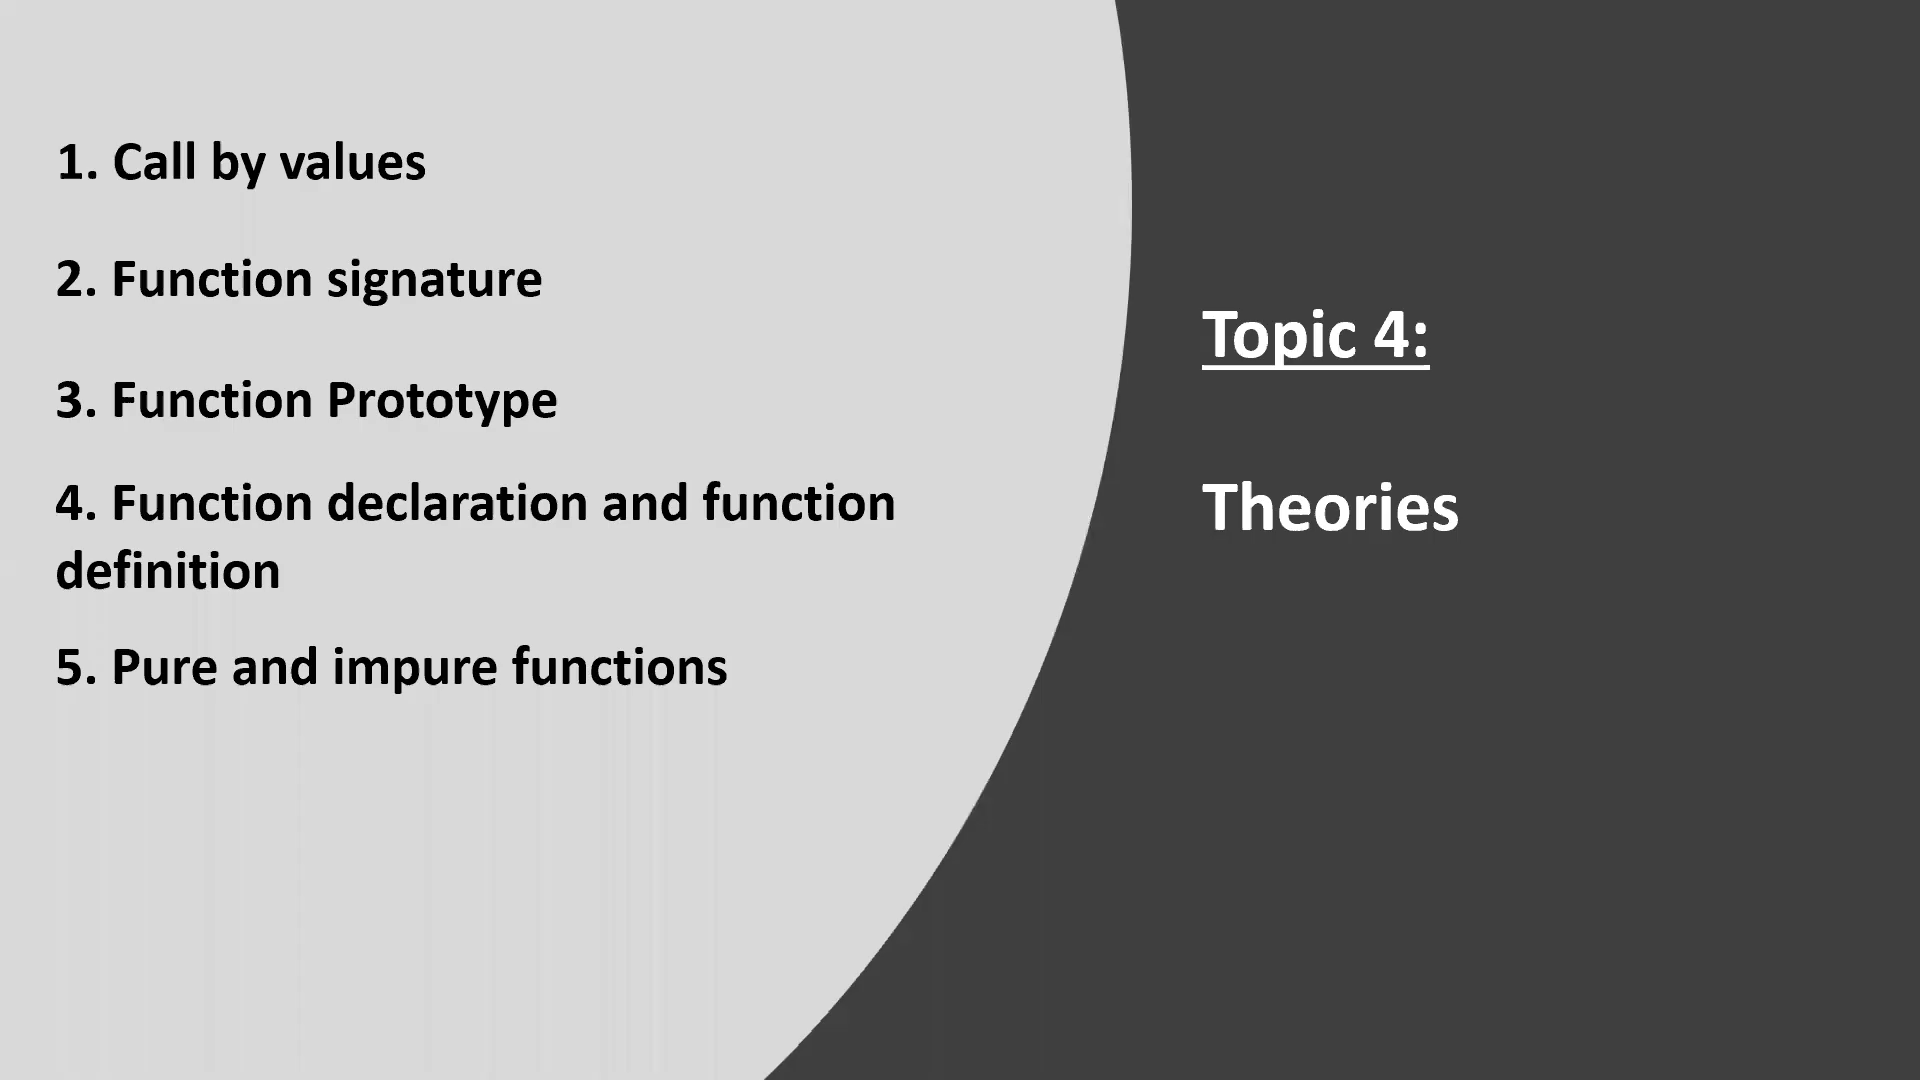 1. Call by values
2. Function signature
3. Function Prototype
4. Function declaration and function
definition
5. Pure and impure functions
Topic 4:
Theories